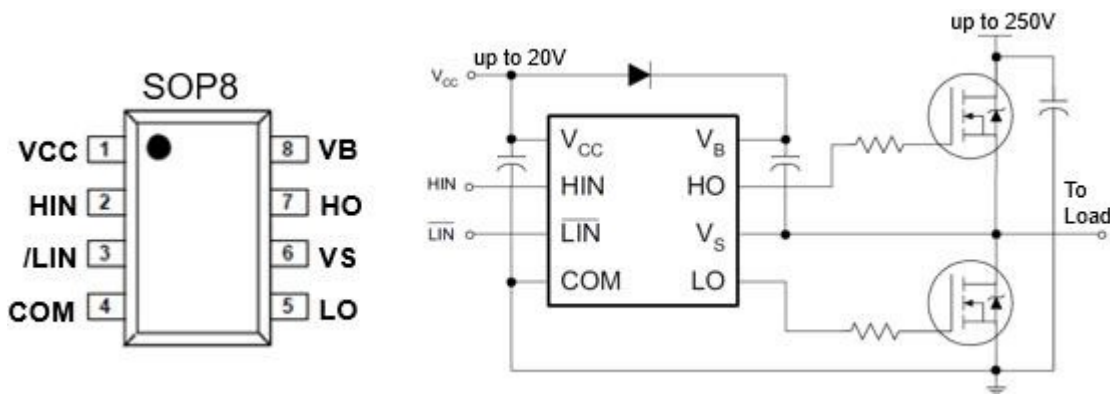 SOP8
VCC 1
HIN 2
/LIN 3
COM 4
8 VB
7 HO
6 VS
5 LO
up to 20V
VCC
HIN
LIN
VCC
HIN
LIN
COM
VB
HO
VS
LO
up to 250V
To
Load